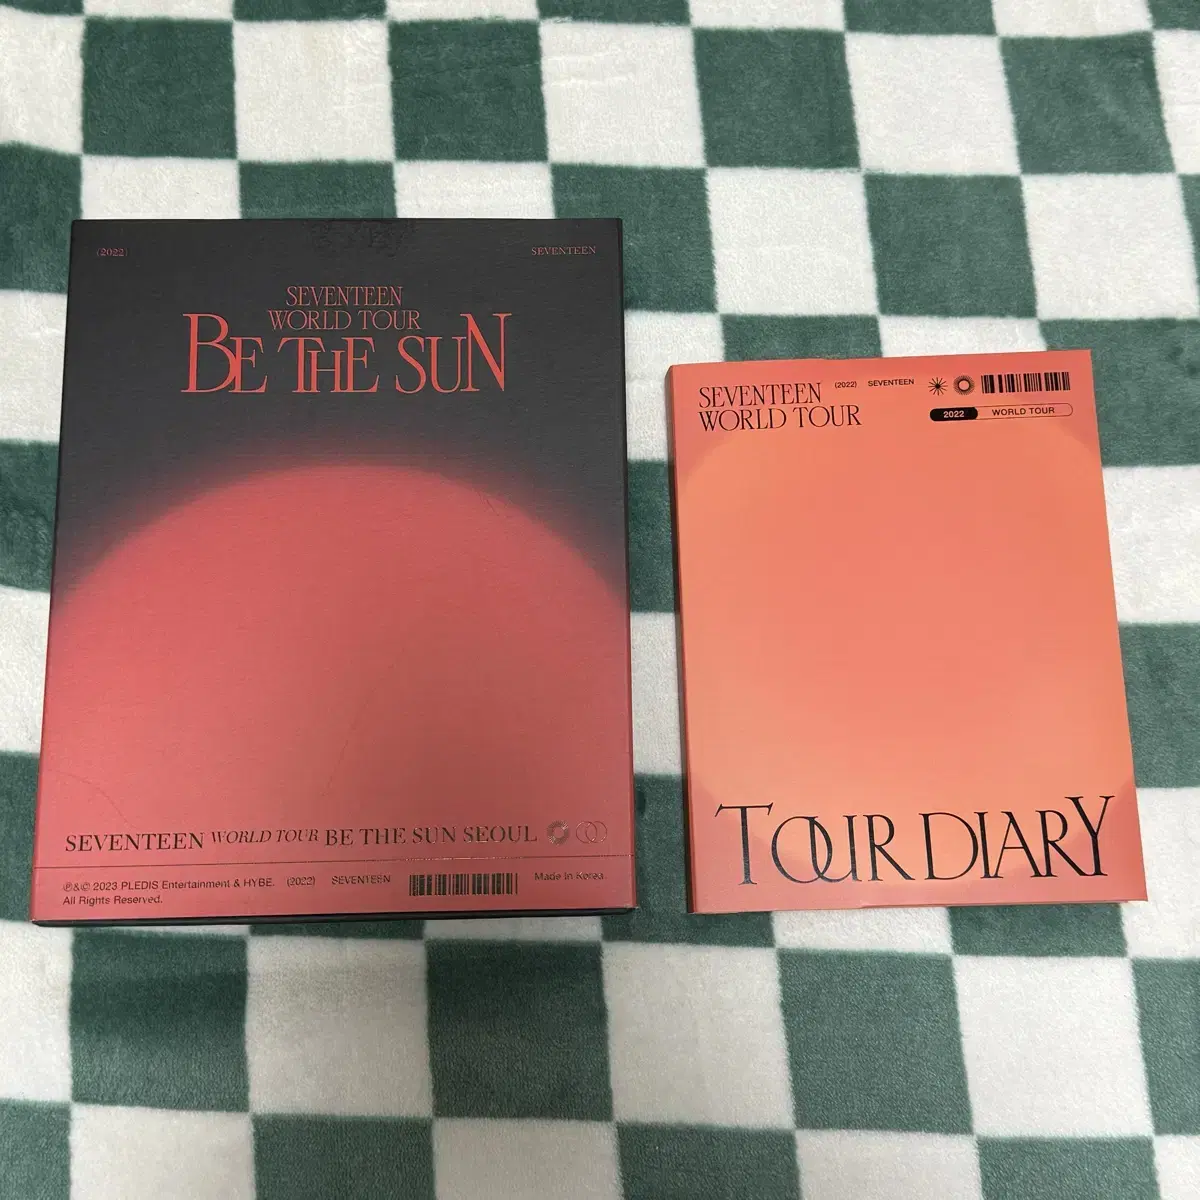 (2022)
SEVENTEEN
SEVENTEEN
WORLD TOUR
BE THE SUN
SEVENTEEN WORLD TOUR BE THE SUN SEOUL
℗&© 2023 PLEDIS Entertainment & HYBE. (2022) SEVENTEEN Made In Korea.
All Rights Reserved.
SEVENTEEN (2022) SEVENTEEN
WORLD TOUR
2022 WORLD TOUR
TOUR DIARY